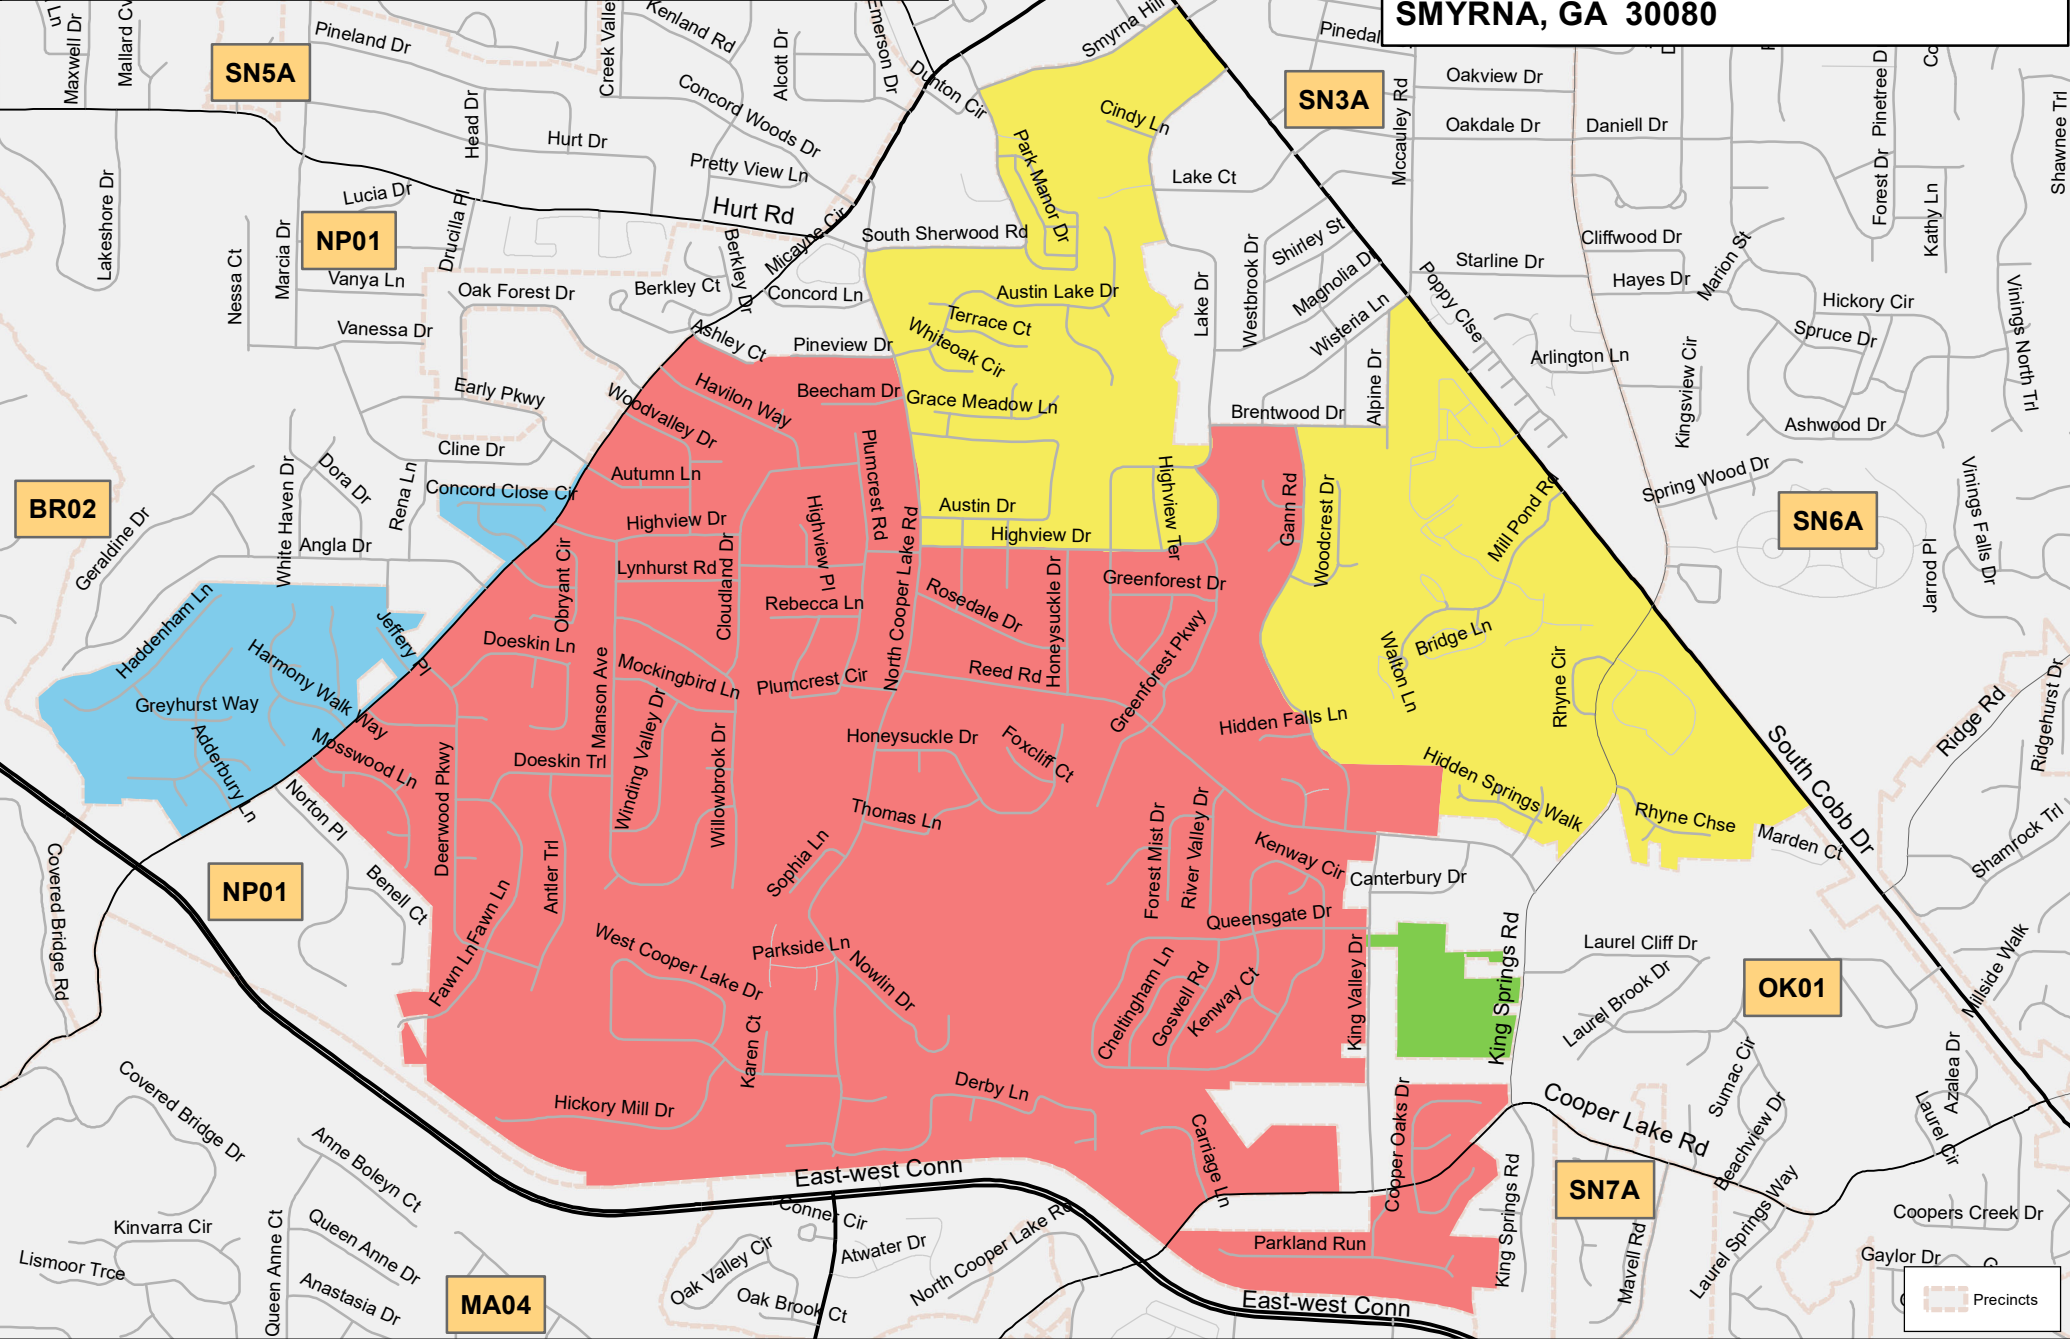 SMYRNA, GA 30080
Maxwell Dr
Mallard Cv
Ln
SN5A
Pineland Dr
Creek Valle
Kenland Rd
Alcott Dr
Emerson Dr
Dunton Cir
Smyrna Hill
Pinedal
SN3A
Mccauley Rd
Oakview Dr
Oakdale Dr
Daniell Dr
Pinetree D
Co
Shawnee Trl
Head Dr
Hurt Dr
Concord Woods Dr
Pretty View Ln
Cindy Ln
Park Manor Dr
Lake Ct
Forest Dr
Kathy Ln
Lakeshore Dr
Lucia Dr
Hurt Rd
NP01
Marcia Dr
Nessa Ct
Drucilla Pl
Vanya Ln
Vanessa Dr
Oak Forest Dr
Berkley Ct
Berkley Dr
Micayne Cir
South Sherwood Rd
Concord Ln
Ashley Ct
Pineview Dr
Austin Lake Dr
Terrace Ct
Whiteoak Cir
Lake Dr
Westbrook Dr
Shirley St
Magnolia Dr
Wisteria Ln
Alpine Dr
Brentwood Dr
Poppy Clse
Starline Dr
Cliffwood Dr
Hayes Dr
Marion St
Hickory Cir
Spruce Dr
Arlington Ln
Kingsview Cir
Ashwood Dr
Vinings North Trl
Early Pkwy
Woodvalley Dr
Havilon Way
Beecham Dr
Grace Meadow Ln
Cline Dr
Autumn Ln
Plumcrest Rd
BR02
Geraldine Dr
White Haven Dr
Dora Dr
Rena Ln
Concord Close Cir
Angla Dr
Highview Dr
Highview Pl
Austin Dr
Highview Dr
Highview Ter
Gann Rd
Woodcrest Dr
Mill Pond Rd
Spring Wood Dr
SN6A
Vinings Falls Dr
Jarrod Pl
Lynhurst Rd
Cloudland Dr
Obryant Cir
Rebecca Ln
North Cooper Lake Rd
Rosedale Dr
Honeysuckle Dr
Greenforest Dr
Greenforest Pkwy
Haddenham Ln
Jeffery Pl
Harmony Walk Way
Greyhurst Way
Adderbury Ln
Mosswood Ln
Doeskin Ln
Manson Ave
Mockingbird Ln
Plumcrest Cir
Reed Rd
Walton Ln
Bridge Ln
Rhyne Cir
Hidden Falls Ln
Hidden Springs Walk
Rhyne Chse
Marden Ct
South Cobb Dr
Ridge Rd
Ridgehurst Dr
Shamrock Trl
Norton Pl
Deerwood Pkwy
Doeskin Trl
Winding Valley Dr
Willowbrook Dr
Honeysuckle Dr
Foxcliff Ct
Thomas Ln
Sophia Ln
Forest Mist Dr
River Valley Dr
Kenway Cir
Canterbury Dr
Covered Bridge Rd
NP01
Benell Ct
Fawn Ln
Fawn Ln
Antler Trl
West Cooper Lake Dr
Parkside Ln
Nowlin Dr
Queensgate Dr
Cheltingham Ln
Goswell Rd
Kenway Ct
King Valley Dr
King Springs Rd
Laurel Cliff Dr
Laurel Brook Dr
OK01
Millside Walk
Karen Ct
Hickory Mill Dr
Derby Ln
Carriage Ln
Cooper Oaks Dr
Cooper Lake Rd
Sumac Cir
Beachview Dr
Azalea Dr
Laurel Cir
Covered Bridge Dr
Anne Boleyn Ct
East-west Conn
Kinvarra Cir
Lismoor Trce
Queen Anne Ct
Queen Anne Dr
Anastasia Dr
MA04
Conner Cir
Oak Valley Cir
Atwater Dr
Oak Brook Ct
North Cooper Lake Rd
Parkland Run
East-west Conn
King Springs Rd
SN7A
Mavell Rd
Laurel Springs Way
Coopers Creek Dr
Gaylor Dr
Precincts